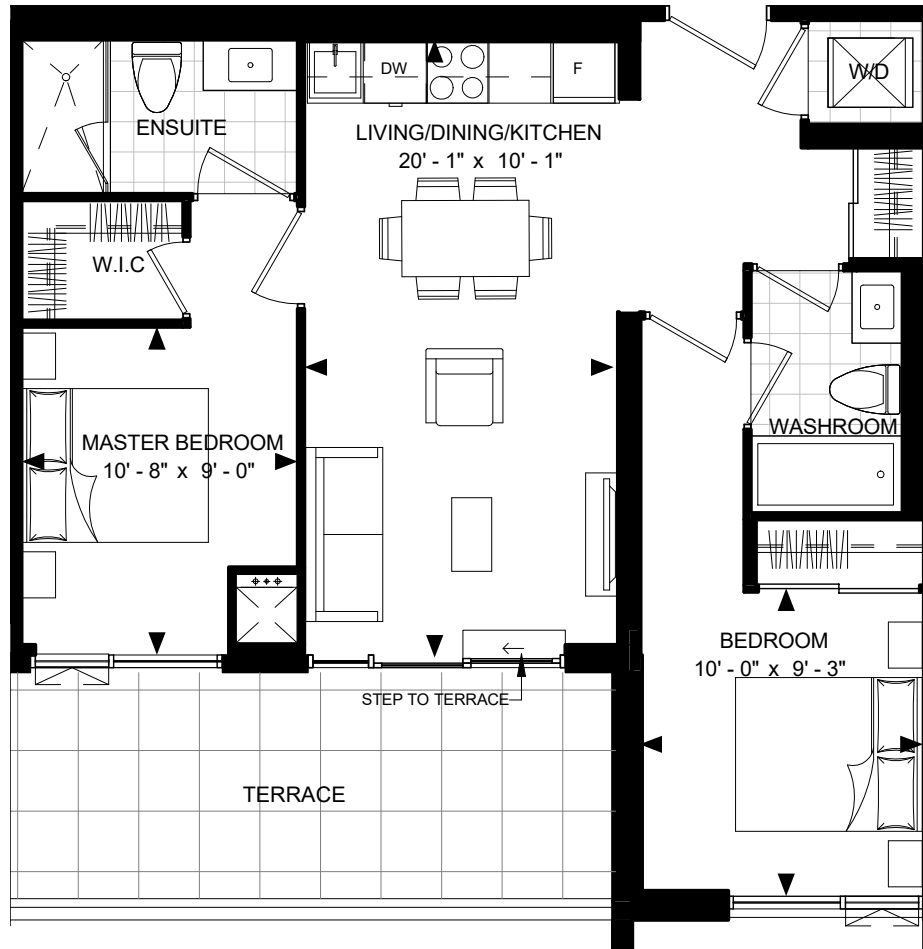 DW
F
W/D
ENSUITE
LIVING/DINING/KITCHEN
20' - 1" x 10' - 1"
W.I.C
MASTER BEDROOM
10' - 8" x 9' - 0"
WASHROOM
BEDROOM
10' - 0" x 9' - 3"
STEP TO TERRACE
TERRACE